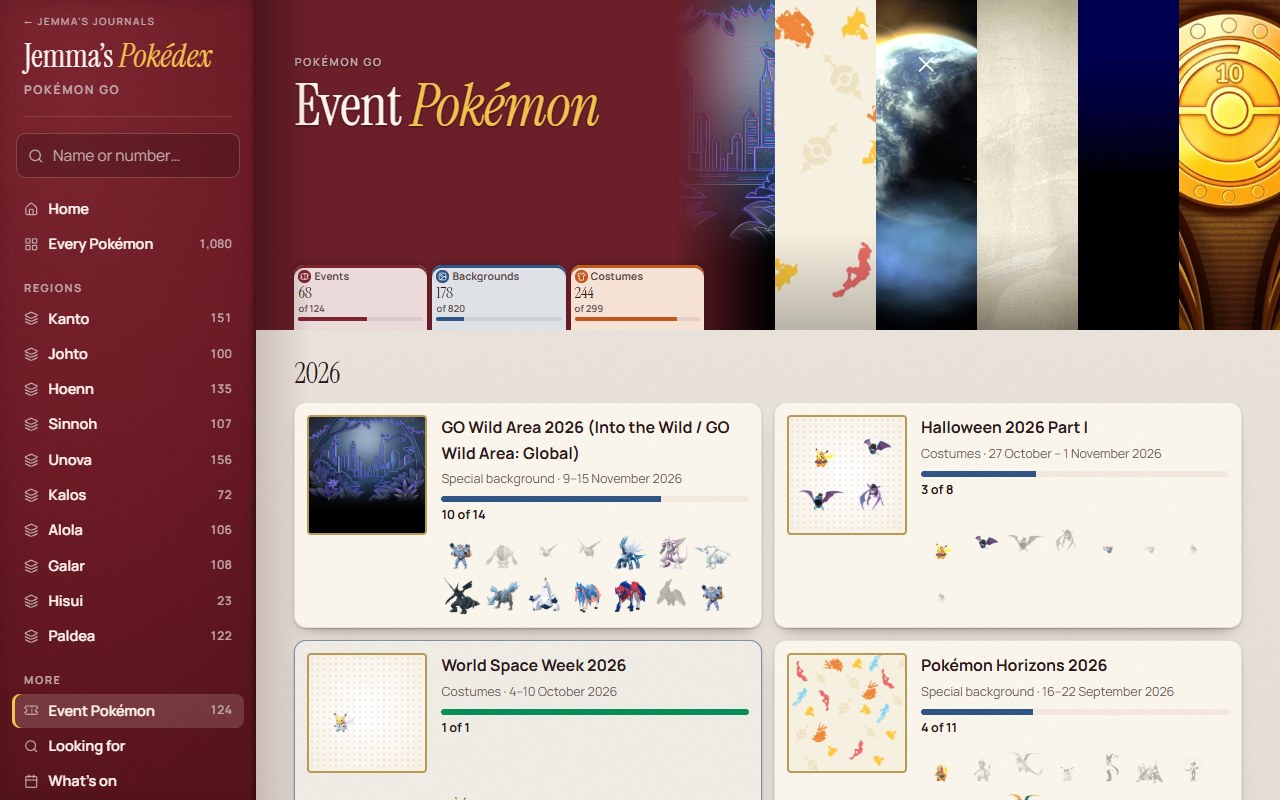 ← JEMMA'S JOURNALS
Jemma's Pokédex
POKÉMON GO
Name or number...
Home
Every Pokémon 1,080
REGIONS
Kanto 151
Johto 100
Hoenn 135
Sinnoh 107
Unova 156
Kalos 72
Alola 106
Galar 108
Hisui 23
Paldea 122
MORE
Event Pokémon 124
Looking for
What's on
POKÉMON GO
Event Pokémon
10
Events
68
of 124
Backgrounds
178
of 820
Costumes
244
of 299
2026
GO Wild Area 2026 (Into the Wild / GO
Wild Area: Global)
Special background · 9–15 November 2026
10 of 14
Halloween 2026 Part I
Costumes · 27 October – 1 November 2026
3 of 8
World Space Week 2026
Costumes · 4–10 October 2026
1 of 1
Pokémon Horizons 2026
Special background · 16–22 September 2026
4 of 11